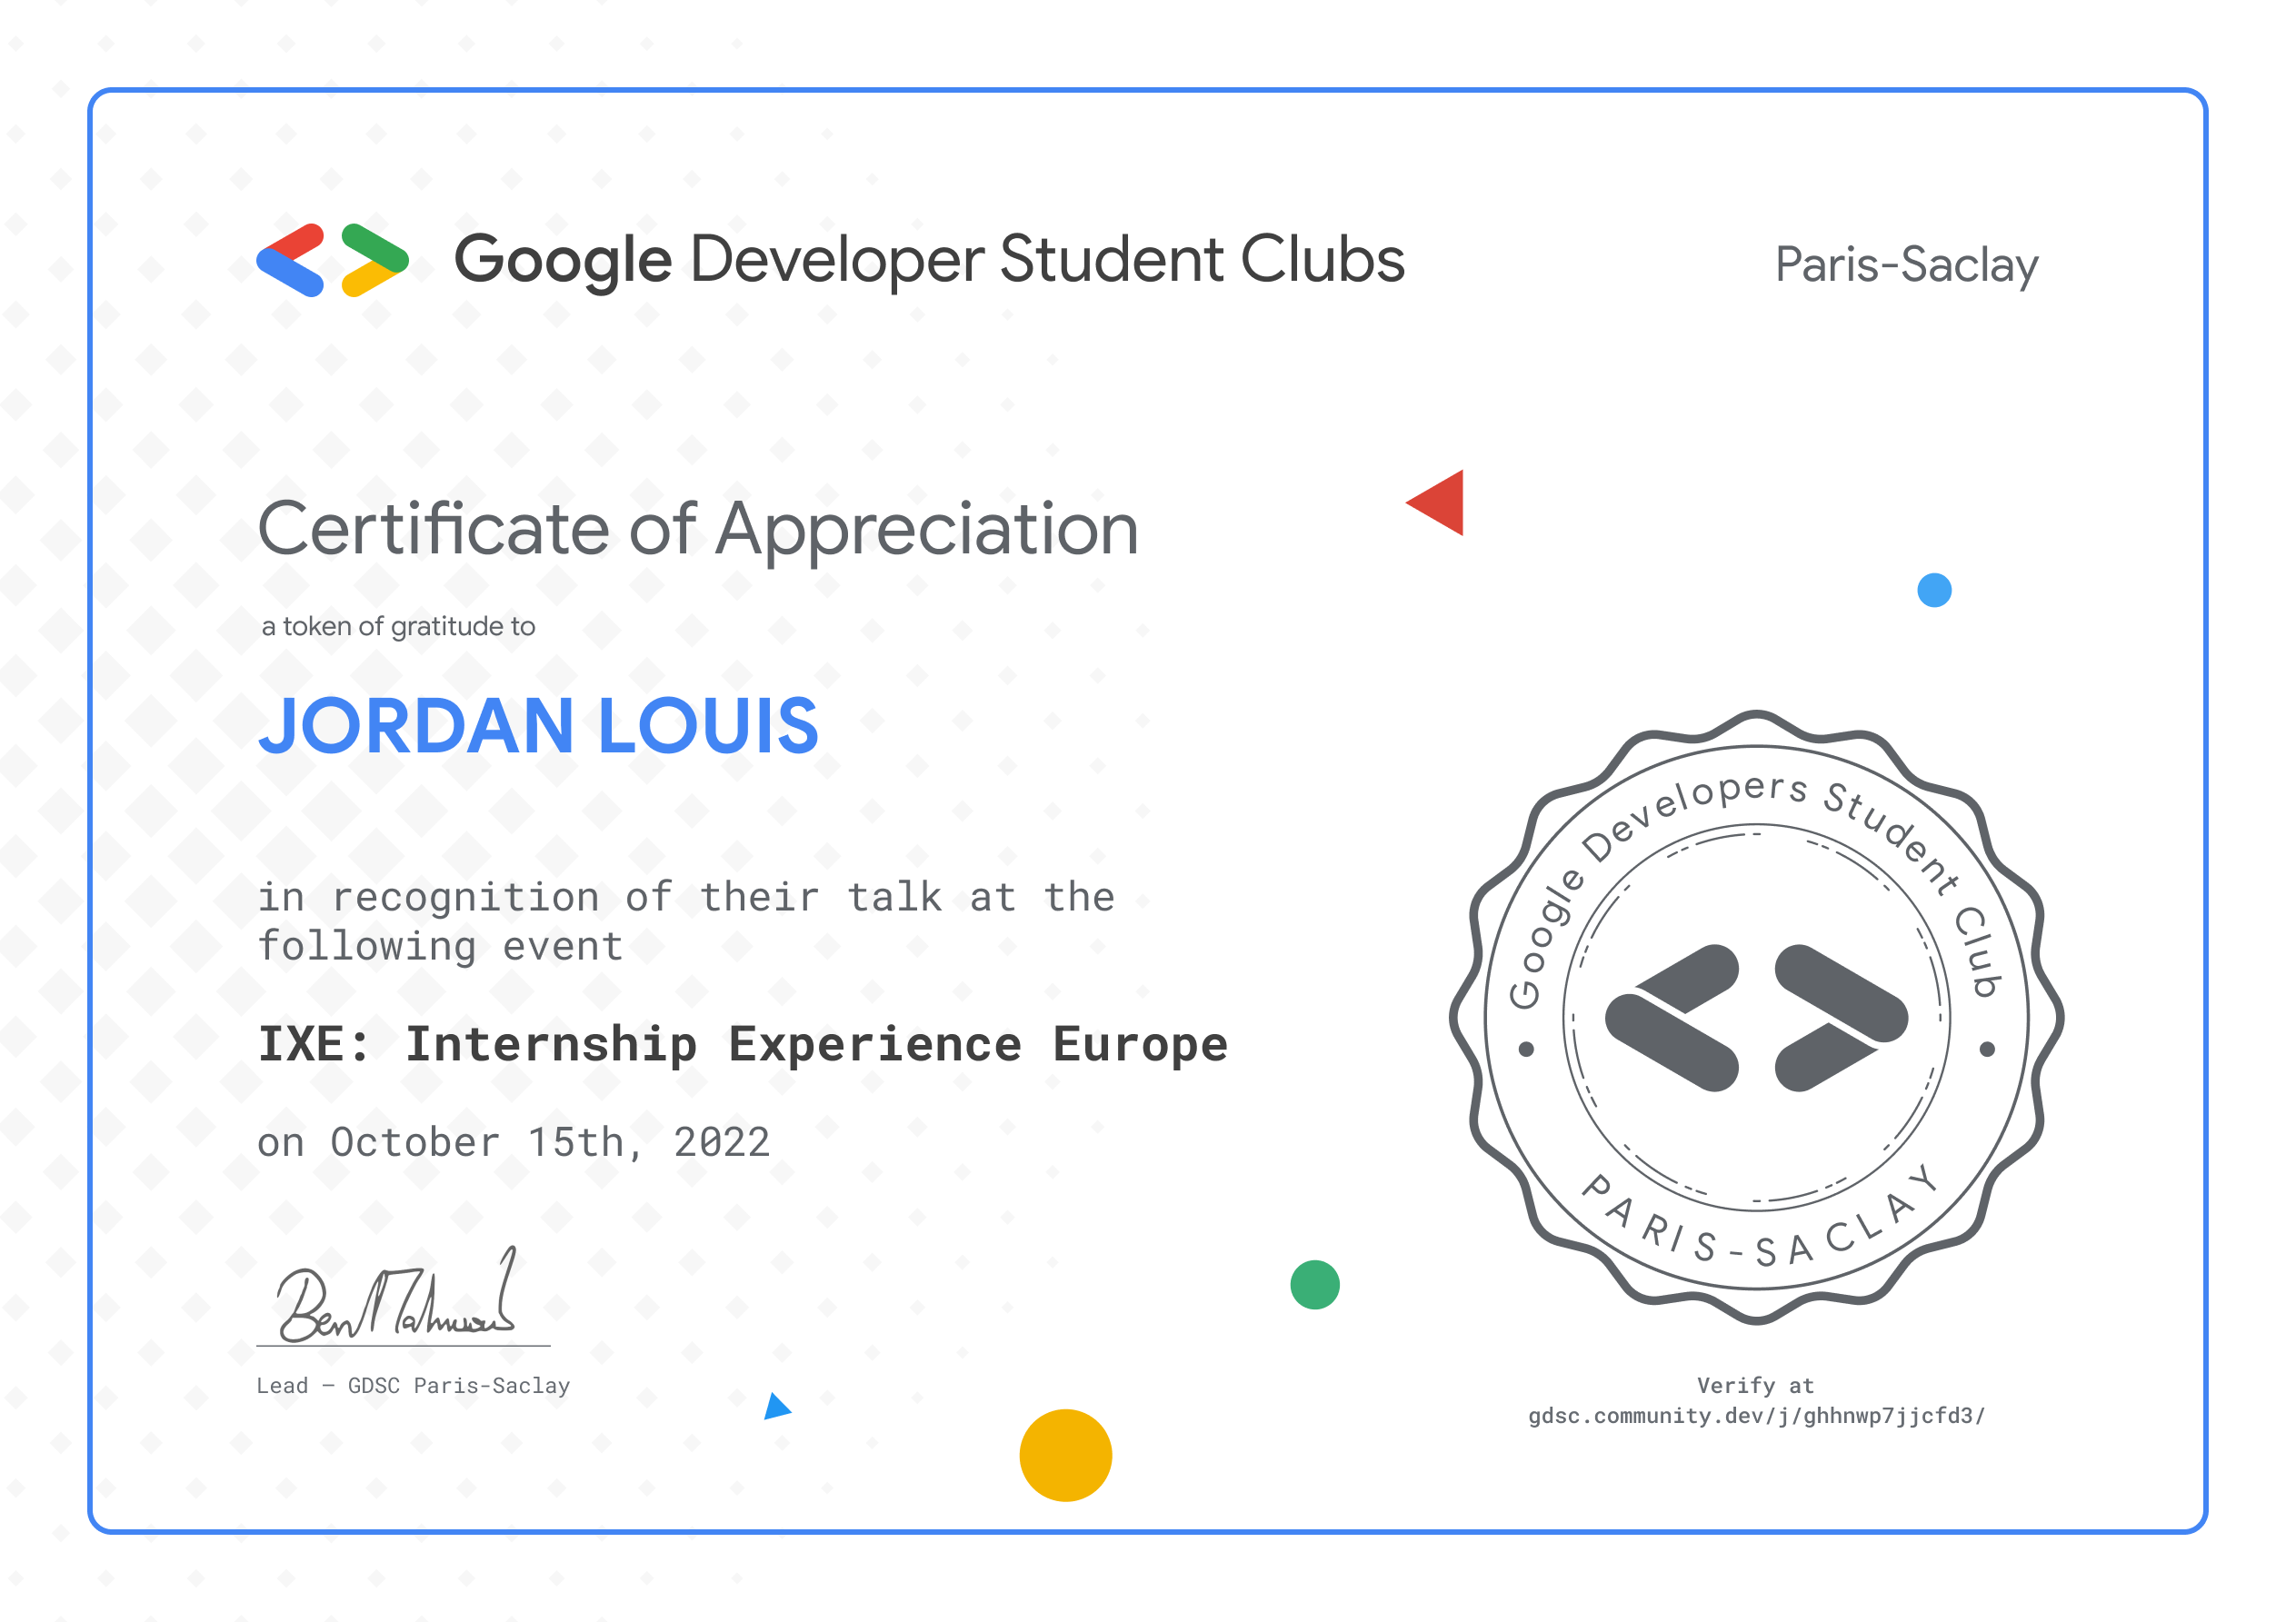 Google Developer Student Clubs
Paris-Saclay
Certificate of Appreciation
a token of gratitude to
JORDAN LOUIS
in recognition of their talk at the
following event
IXE: Internship Experience Europe
on October 15th, 2022
Lead — GDSC Paris-Saclay
Google Developers Student Club
PARIS-SACLAY
Verify at
gdsc.community.dev/j/ghhnwp7jjcfd3/